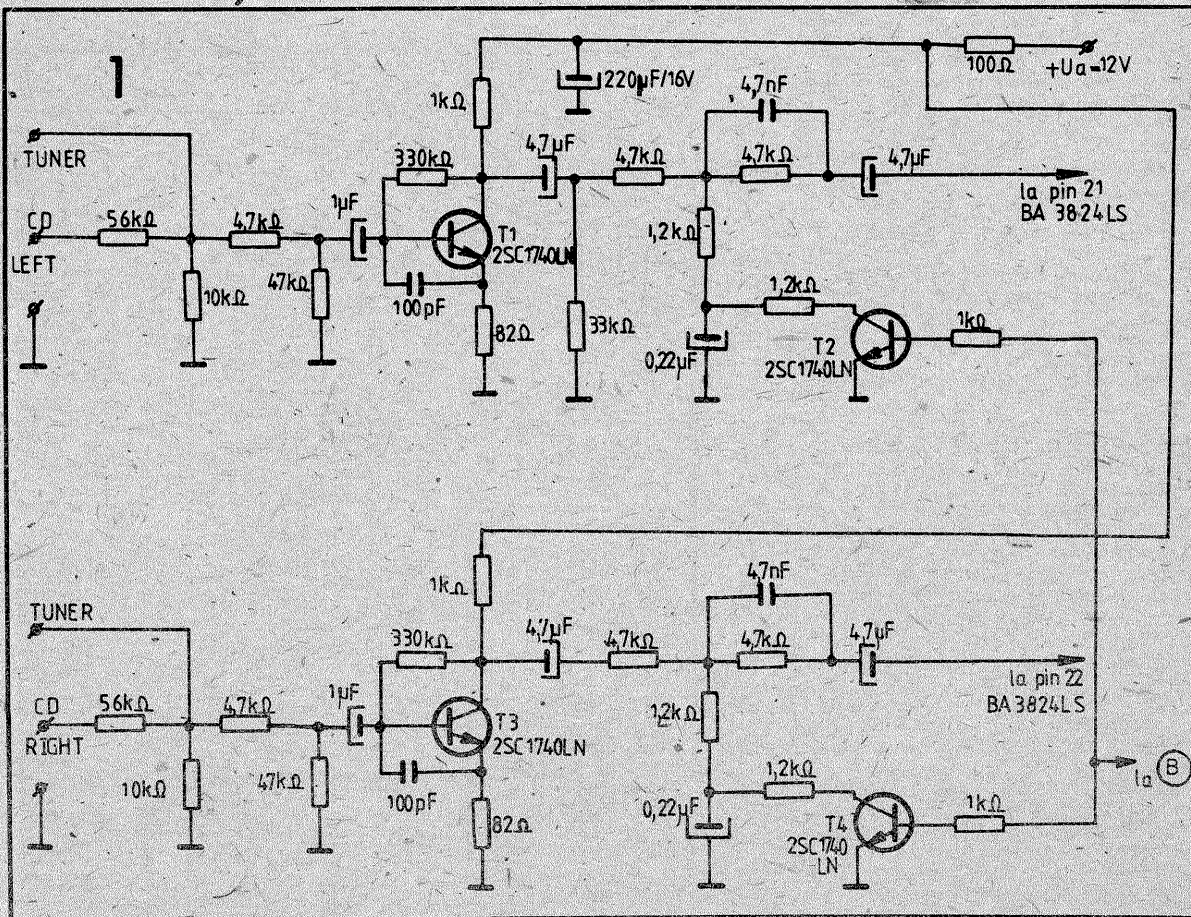 1
220µF/16V
100Ω
+Ua=12V
1kΩ
4,7nF
TUNER
330kΩ
4,7µF
4,7kΩ
4,7kΩ
4,7µF
la pin 21
BA 3824LS
CD
56kΩ
4,7kΩ
1µF
LEFT
T1
2SC1740LN
1,2kΩ
10kΩ
47kΩ
100pF
82Ω
33kΩ
1,2kΩ
0,22µF
T2
2SC1740LN
1kΩ
1kΩ
4,7nF
TUNER
330kΩ
4,7µF
4,7kΩ
4,7kΩ
4,7µF
la pin 22
BA3824LS
CD
56kΩ
4,7kΩ
1µF
RIGHT
T3
2SC1740LN
1,2kΩ
10kΩ
47kΩ
100pF
82Ω
1,2kΩ
0,22µF
T4
2SC1740
LN
1kΩ
la B